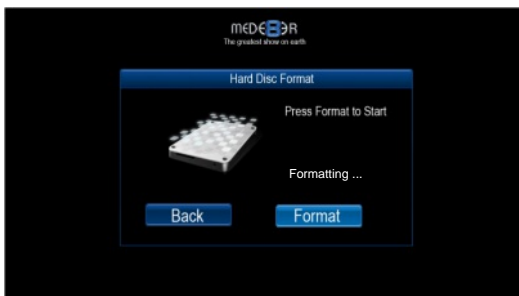 MEDE8ER
The greatest show on earth
Hard Disc Format
Press Format to Start
Formatting ...
Back
Format